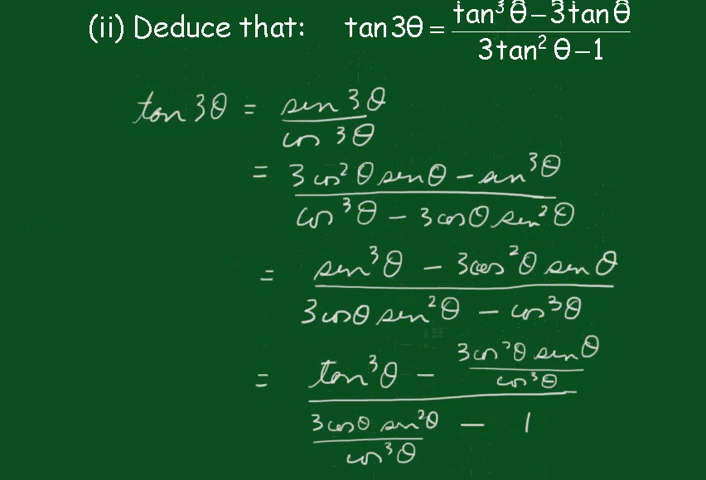 (ii) Deduce that: tan3θ = (tan³θ − 3tanθ)/(3tan²θ − 1)
tan 3θ = sin 3θ / cos 3θ
= (3cos²θ sinθ − sin³θ) / (cos³θ − 3cosθ sin²θ)
= (sin³θ − 3cos²θ sinθ) / (3cosθ sin²θ − cos³θ)
= (tan³θ − (3cos²θ sinθ)/(cos³θ)) / ((3cosθ sin²θ)/(cos³θ) − 1)